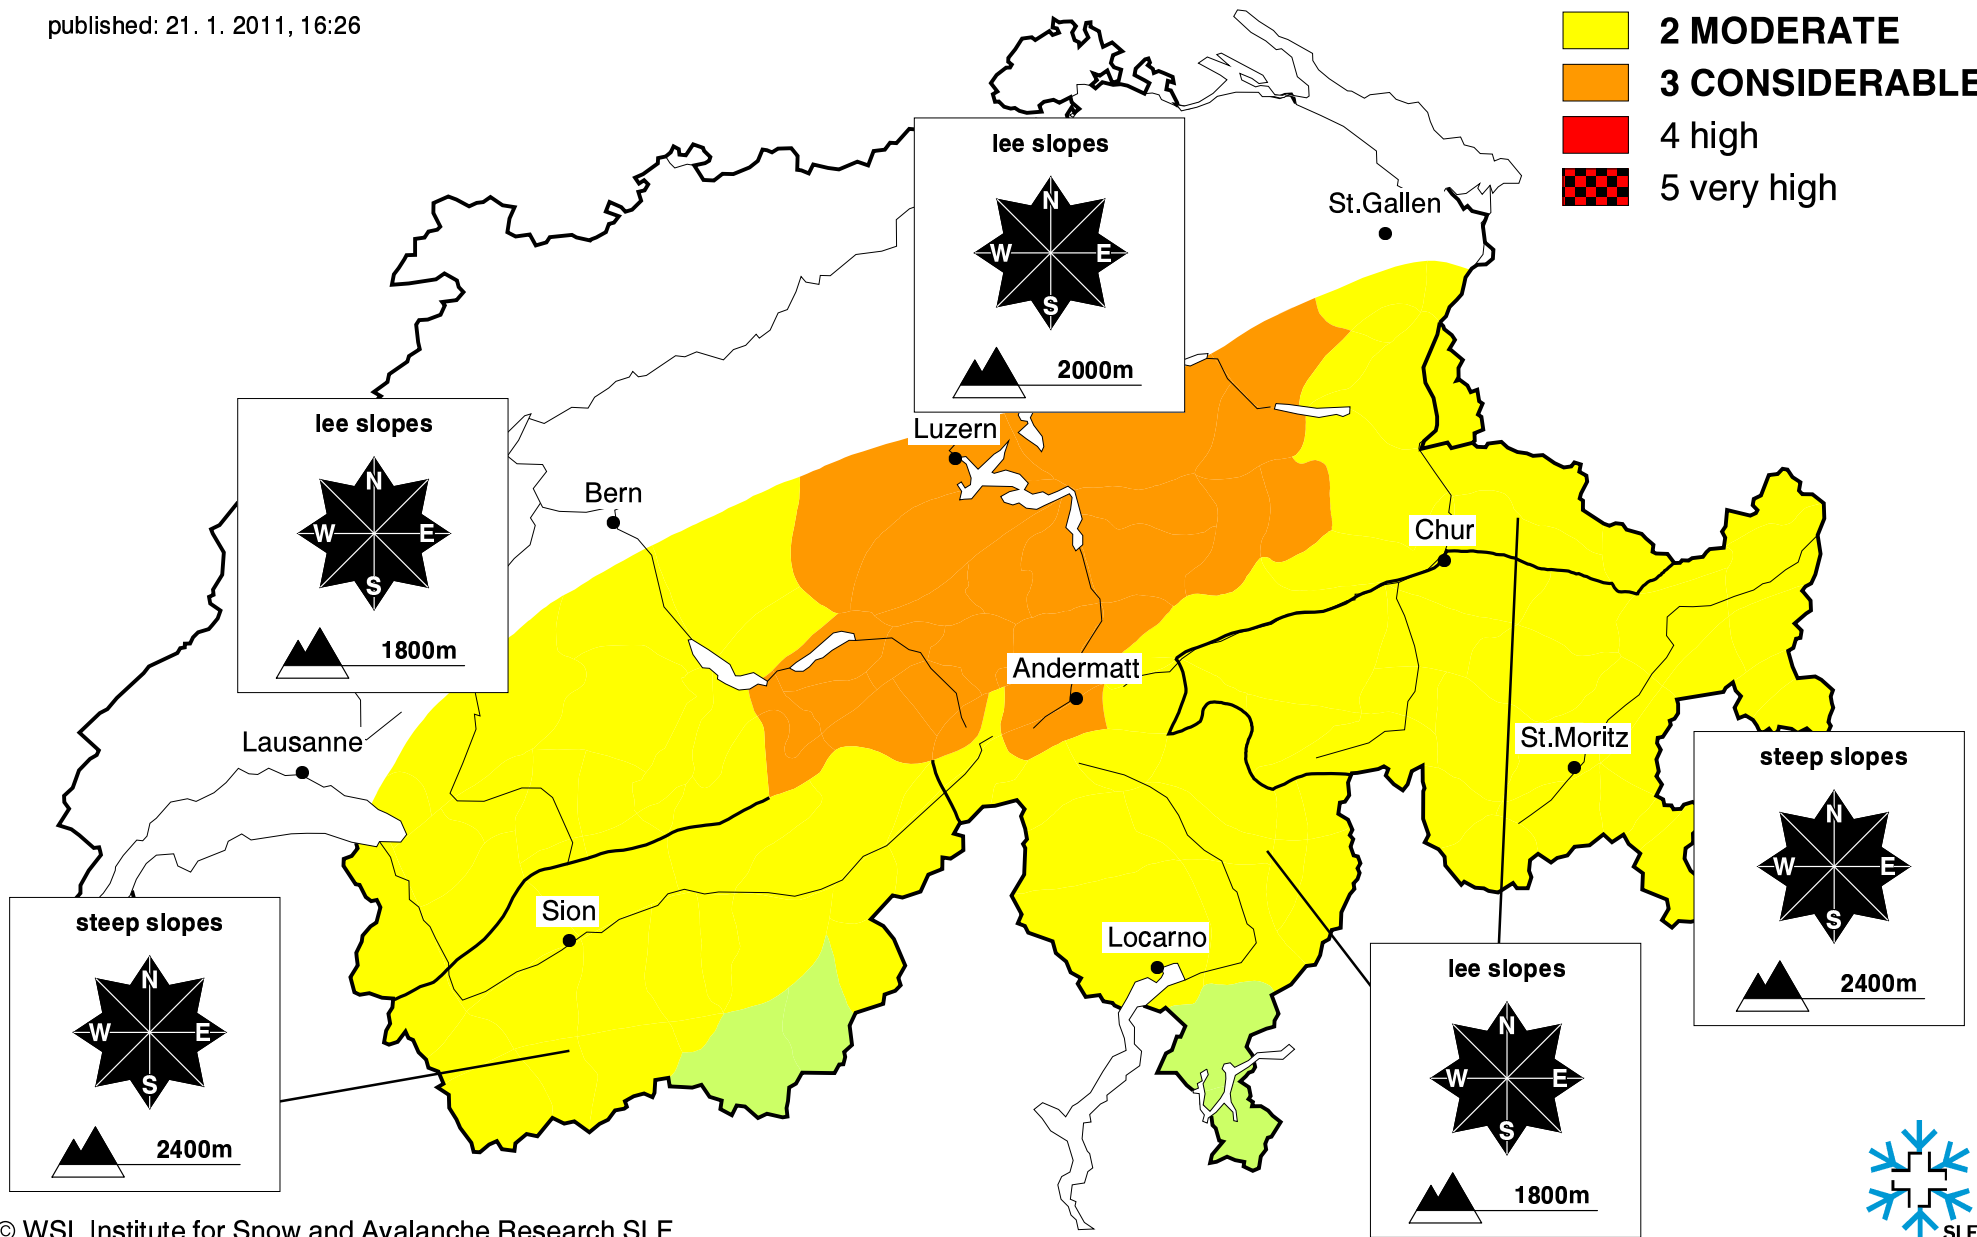 published: 21. 1. 2011, 16:26
2 MODERATE
3 CONSIDERABLE
4 high
5 very high
lee slopes
N
W E
S
2000m
St.Gallen
lee slopes
N
W E
S
1800m
Luzern
Bern
Chur
Andermatt
Lausanne
St.Moritz
steep slopes
N
W E
S
2400m
steep slopes
N
W E
S
2400m
Sion
Locarno
lee slopes
N
W E
S
1800m
© WSL Institute for Snow and Avalanche Research SLF
SLF